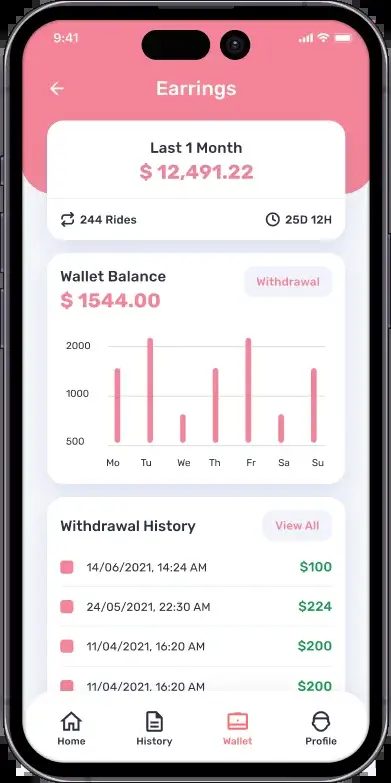 9:41
Earrings
Last 1 Month
$ 12,491.22
244 Rides 25D 12H
Wallet Balance
$ 1544.00
Withdrawal
2000
1000
500
Mo Tu We Th Fr Sa Su
Withdrawal History View All
14/06/2021, 14:24 AM $100
24/05/2021, 22:30 AM $224
11/04/2021, 16:20 AM $200
11/04/2021, 16:20 AM $200
Home History Wallet Profile